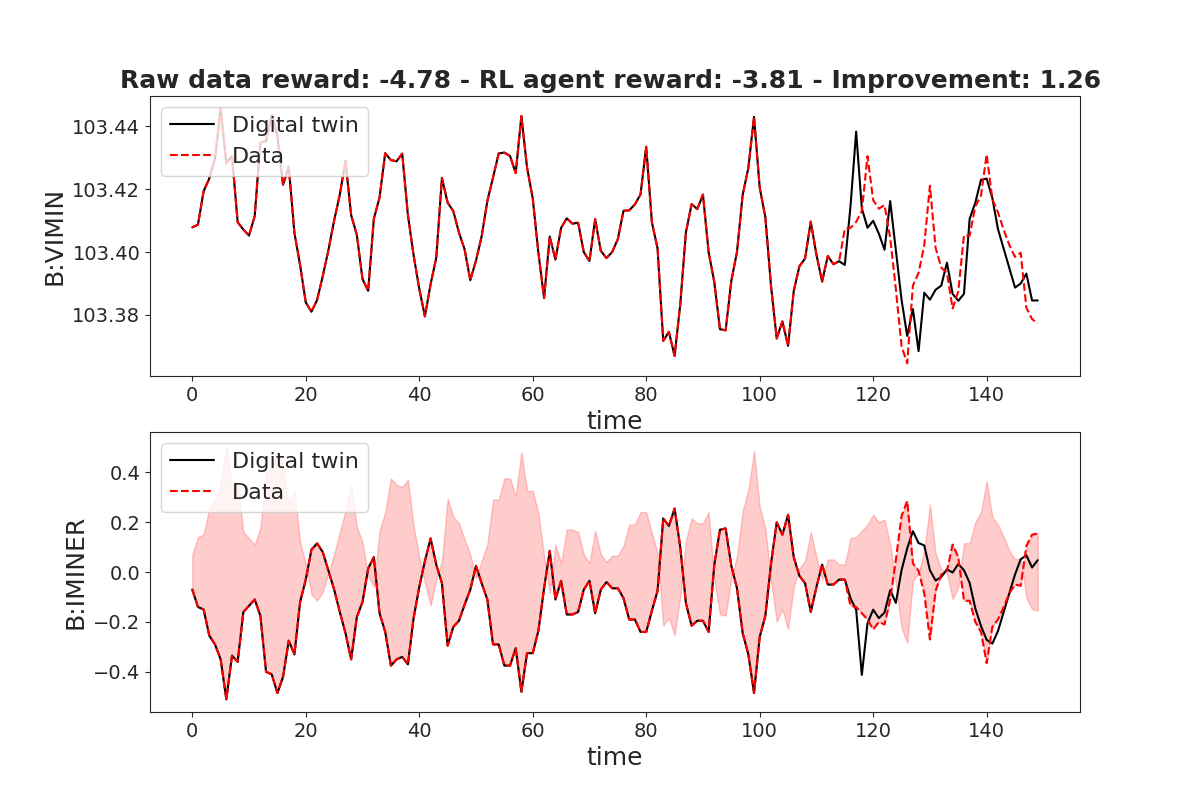 Raw data reward: -4.78 - RL agent reward: -3.81 - Improvement: 1.26
B:VIMIN
103.44
103.42
103.40
103.38
Digital twin
Data
0 20 40 60 80 100 120 140
time
B:IMINER
0.4
0.2
0.0
−0.2
−0.4
Digital twin
Data
0 20 40 60 80 100 120 140
time